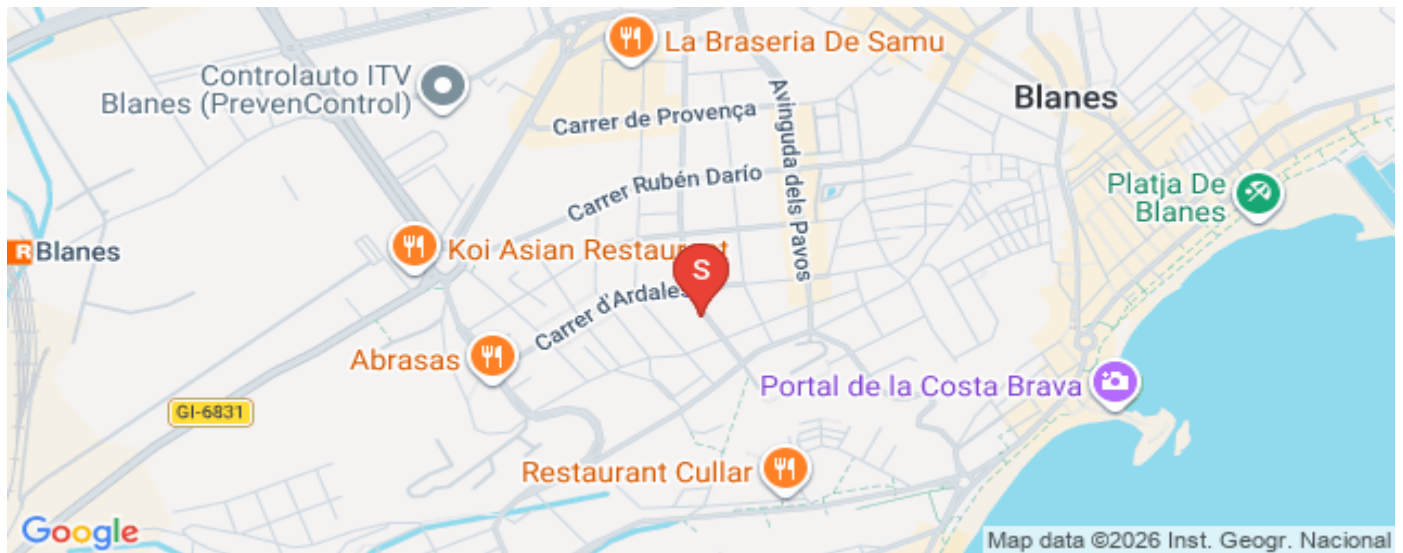 La Braseria De Samu
Controlauto ITV
Blanes (PrevenControl)
Blanes
Carrer de Provença
Avinguda dels Pavos
Carrer Rubén Darío
Platja De
Blanes
R Blanes
Koi Asian Restaurant
S
Carrer d'Ardales
Abrasas
Portal de la Costa Brava
GI-6831
Restaurant Cullar
Google
Map data ©2026 Inst. Geogr. Nacional